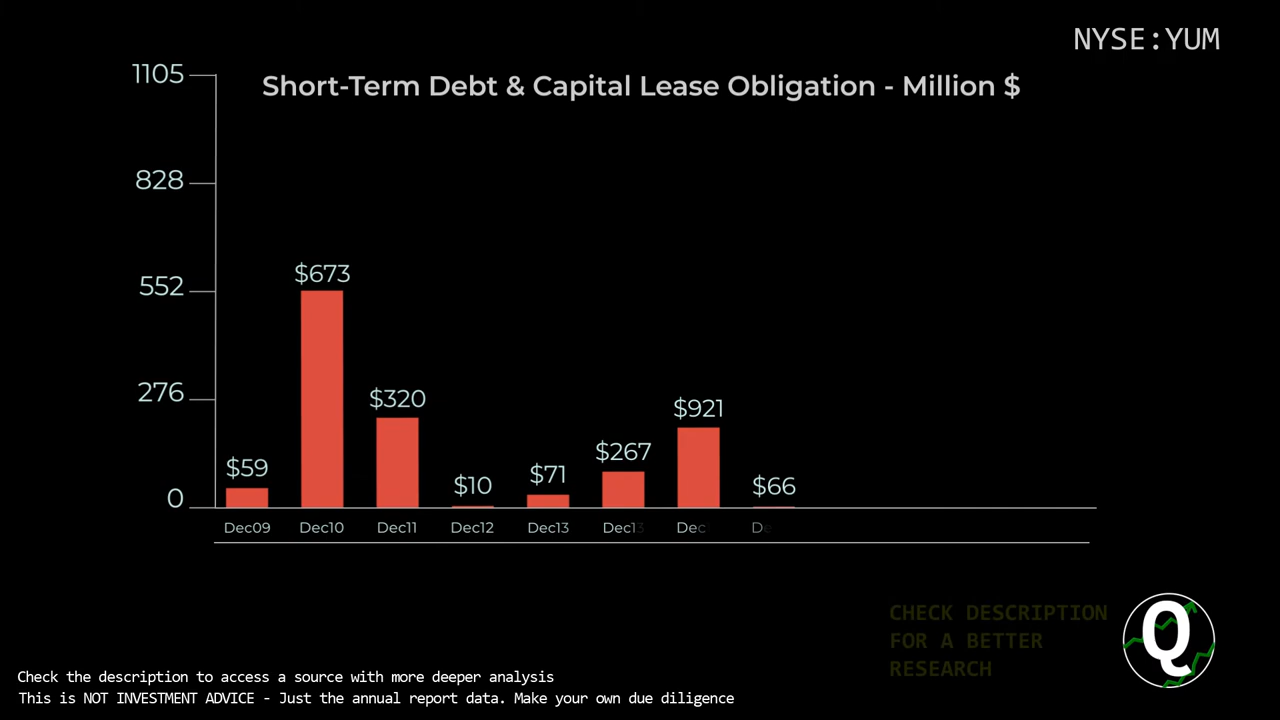 NYSE:YUM
Short-Term Debt & Capital Lease Obligation - Million $
1105
828
552
276
0
$59
$673
$320
$10
$71
$267
$921
$66
Dec09
Dec10
Dec11
Dec12
Dec13
Dec13
Dec
De
CHECK DESCRIPTION
FOR A BETTER
RESEARCH
Q
Check the description to access a source with more deeper analysis
This is NOT INVESTMENT ADVICE - Just the annual report data. Make your own due diligence